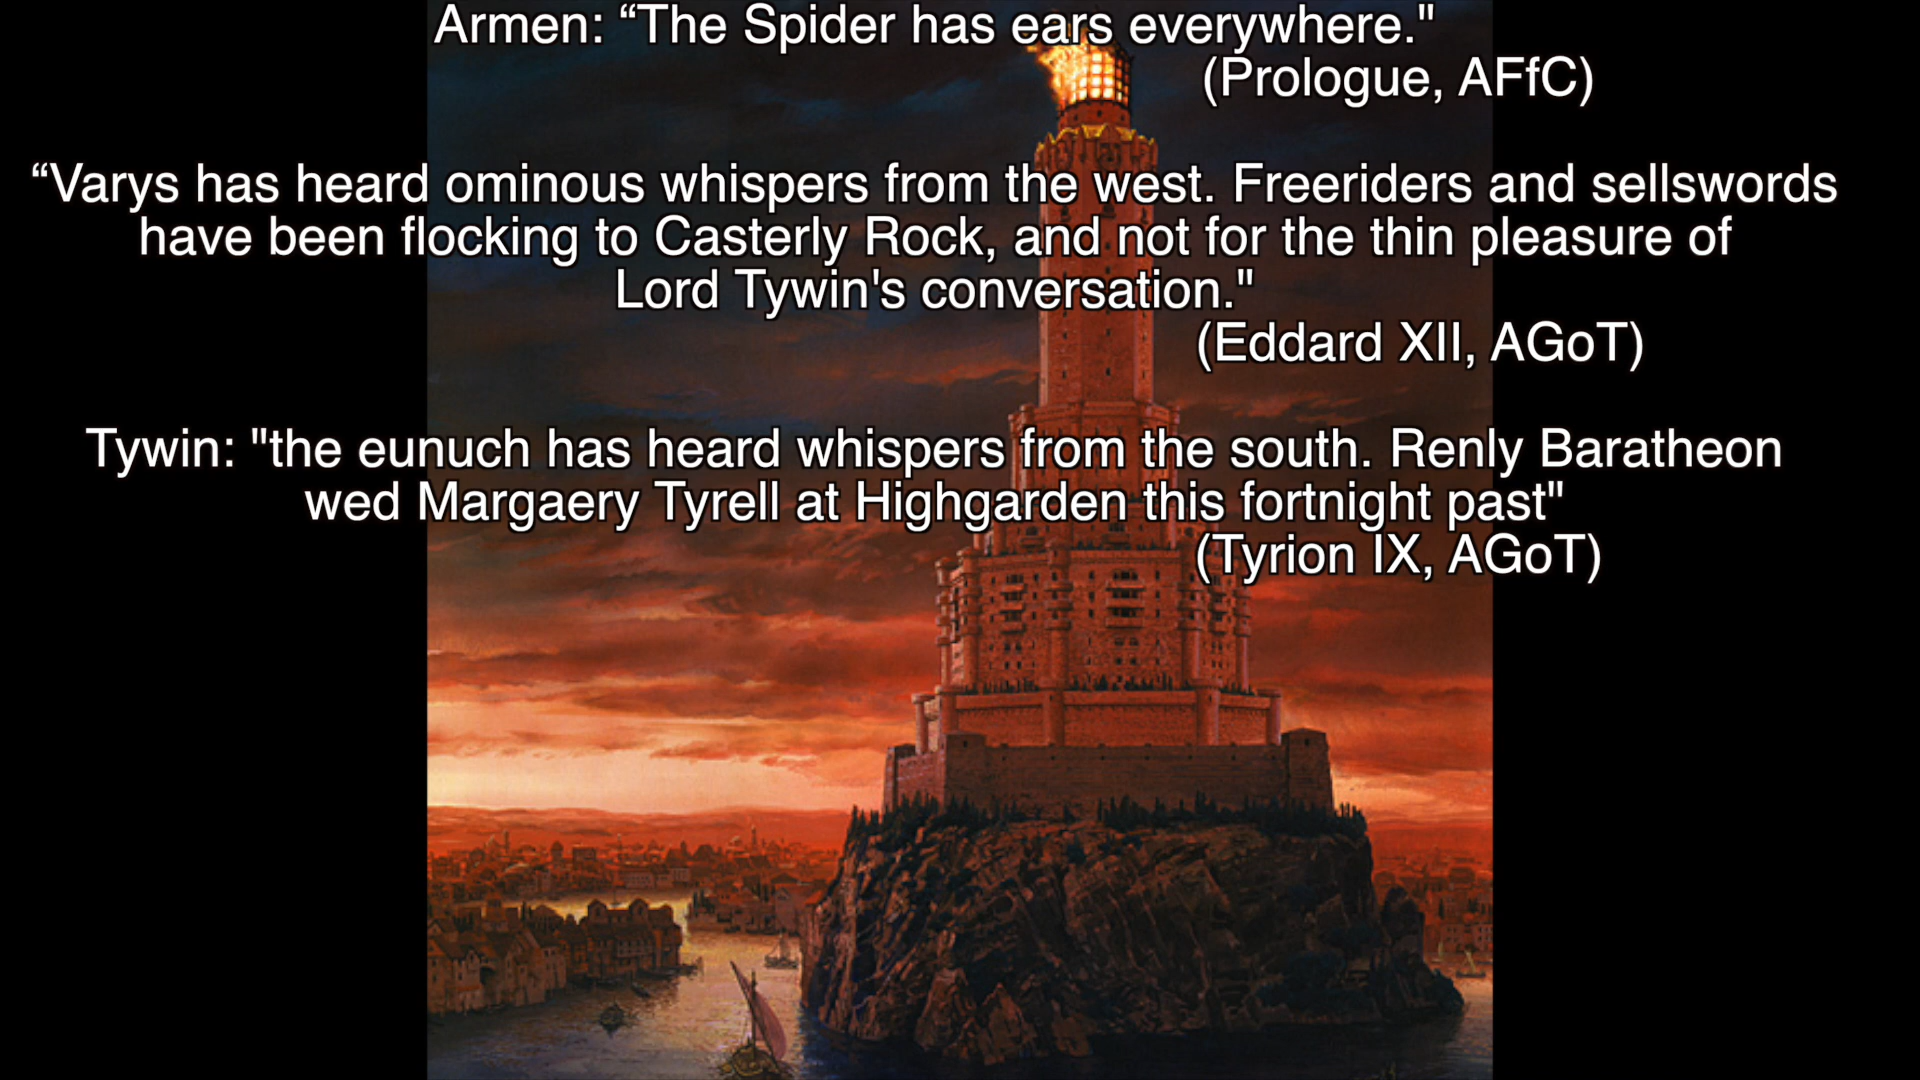 Armen: “The Spider has ears everywhere."
(Prologue, AFfC)
“Varys has heard ominous whispers from the west. Freeriders and sellswords
have been flocking to Casterly Rock, and not for the thin pleasure of
Lord Tywin's conversation."
(Eddard XII, AGoT)
Tywin: "the eunuch has heard whispers from the south. Renly Baratheon
wed Margaery Tyrell at Highgarden this fortnight past"
(Tyrion IX, AGoT)